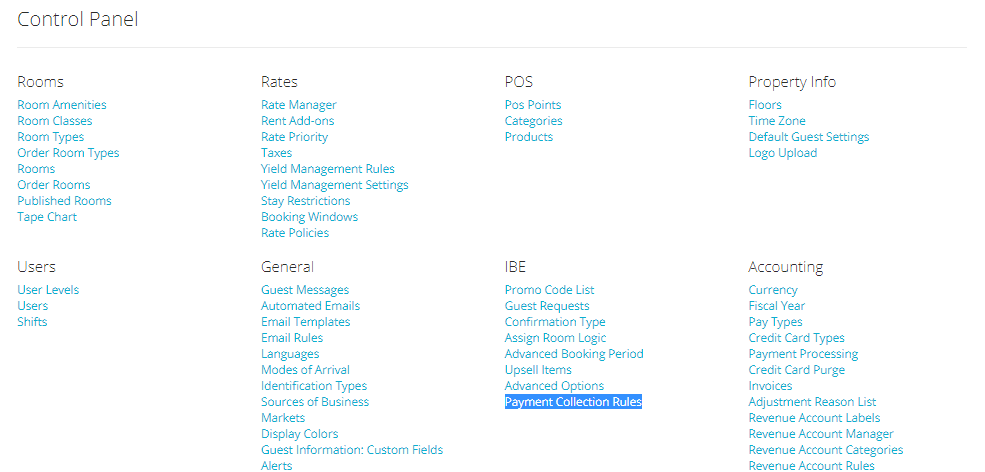 Control Panel
Rooms
Room Amenities
Room Classes
Room Types
Order Room Types
Rooms
Order Rooms
Published Rooms
Tape Chart
Rates
Rate Manager
Rent Add-ons
Rate Priority
Taxes
Yield Management Rules
Yield Management Settings
Stay Restrictions
Booking Windows
Rate Policies
POS
Pos Points
Categories
Products
Property Info
Floors
Time Zone
Default Guest Settings
Logo Upload
Users
User Levels
Users
Shifts
General
Guest Messages
Automated Emails
Email Templates
Email Rules
Languages
Modes of Arrival
Identification Types
Sources of Business
Markets
Display Colors
Guest Information: Custom Fields
Alerts
IBE
Promo Code List
Guest Requests
Confirmation Type
Assign Room Logic
Advanced Booking Period
Upsell Items
Advanced Options
Payment Collection Rules
Accounting
Currency
Fiscal Year
Pay Types
Credit Card Types
Payment Processing
Credit Card Purge
Invoices
Adjustment Reason List
Revenue Account Labels
Revenue Account Manager
Revenue Account Categories
Revenue Account Rules